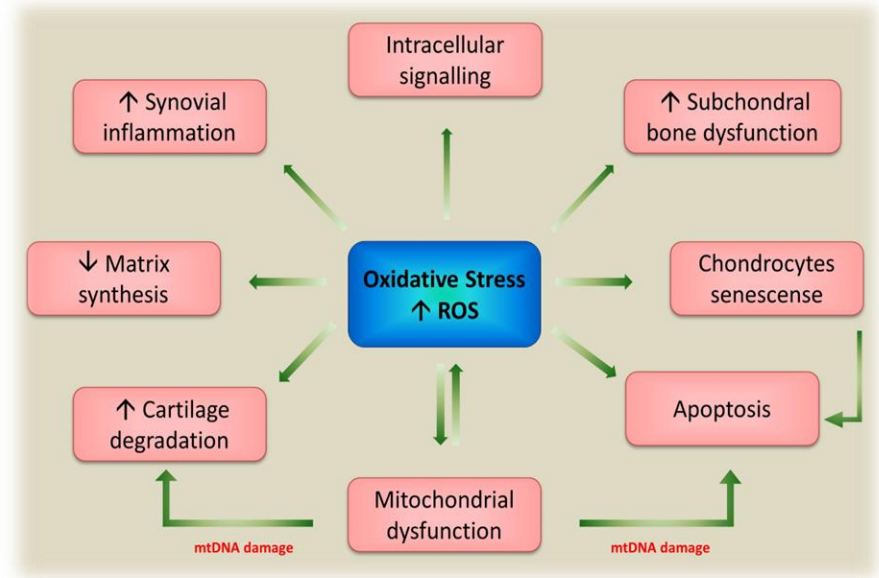 Intracellular
signalling
↑ Synovial
inflammation
↑ Subchondral
bone dysfunction
↓ Matrix
synthesis
Oxidative Stress
↑ ROS
Chondrocytes
senescense
↑ Cartilage
degradation
Apoptosis
Mitochondrial
dysfunction
mtDNA damage
mtDNA damage